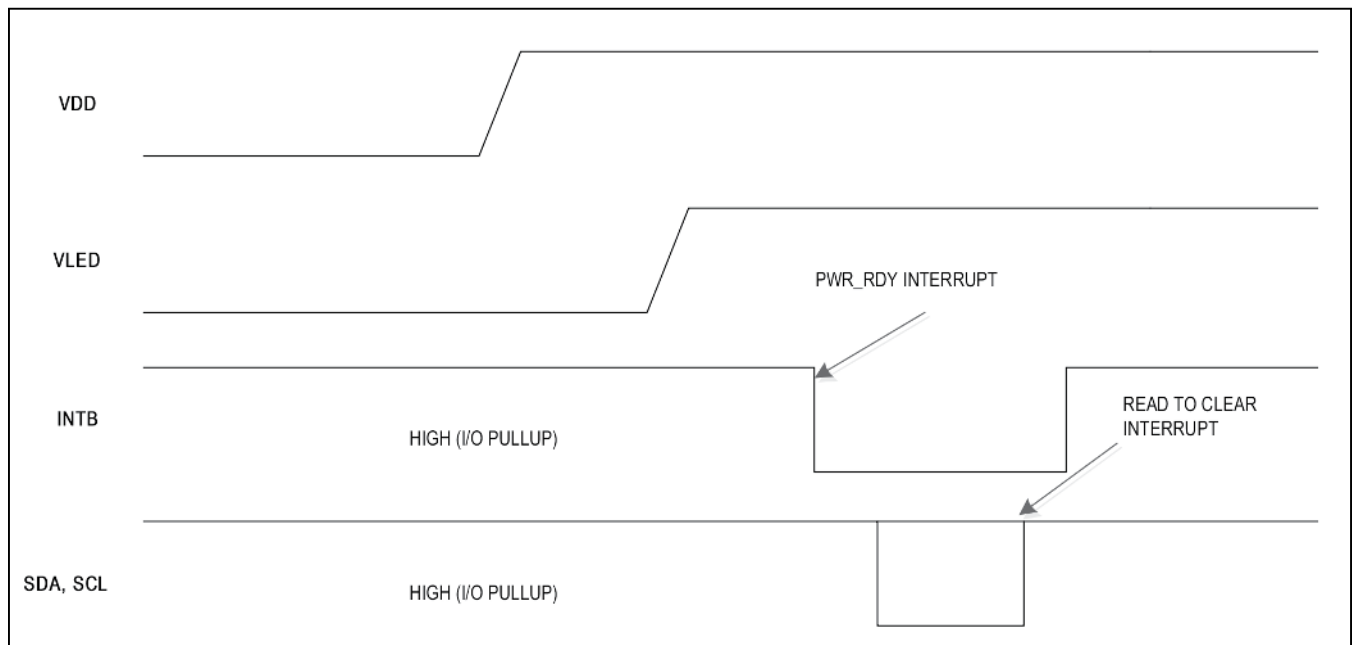 VDD
VLED
PWR_RDY INTERRUPT
INTB
HIGH (I/O PULLUP)
READ TO CLEAR
INTERRUPT
SDA, SCL
HIGH (I/O PULLUP)